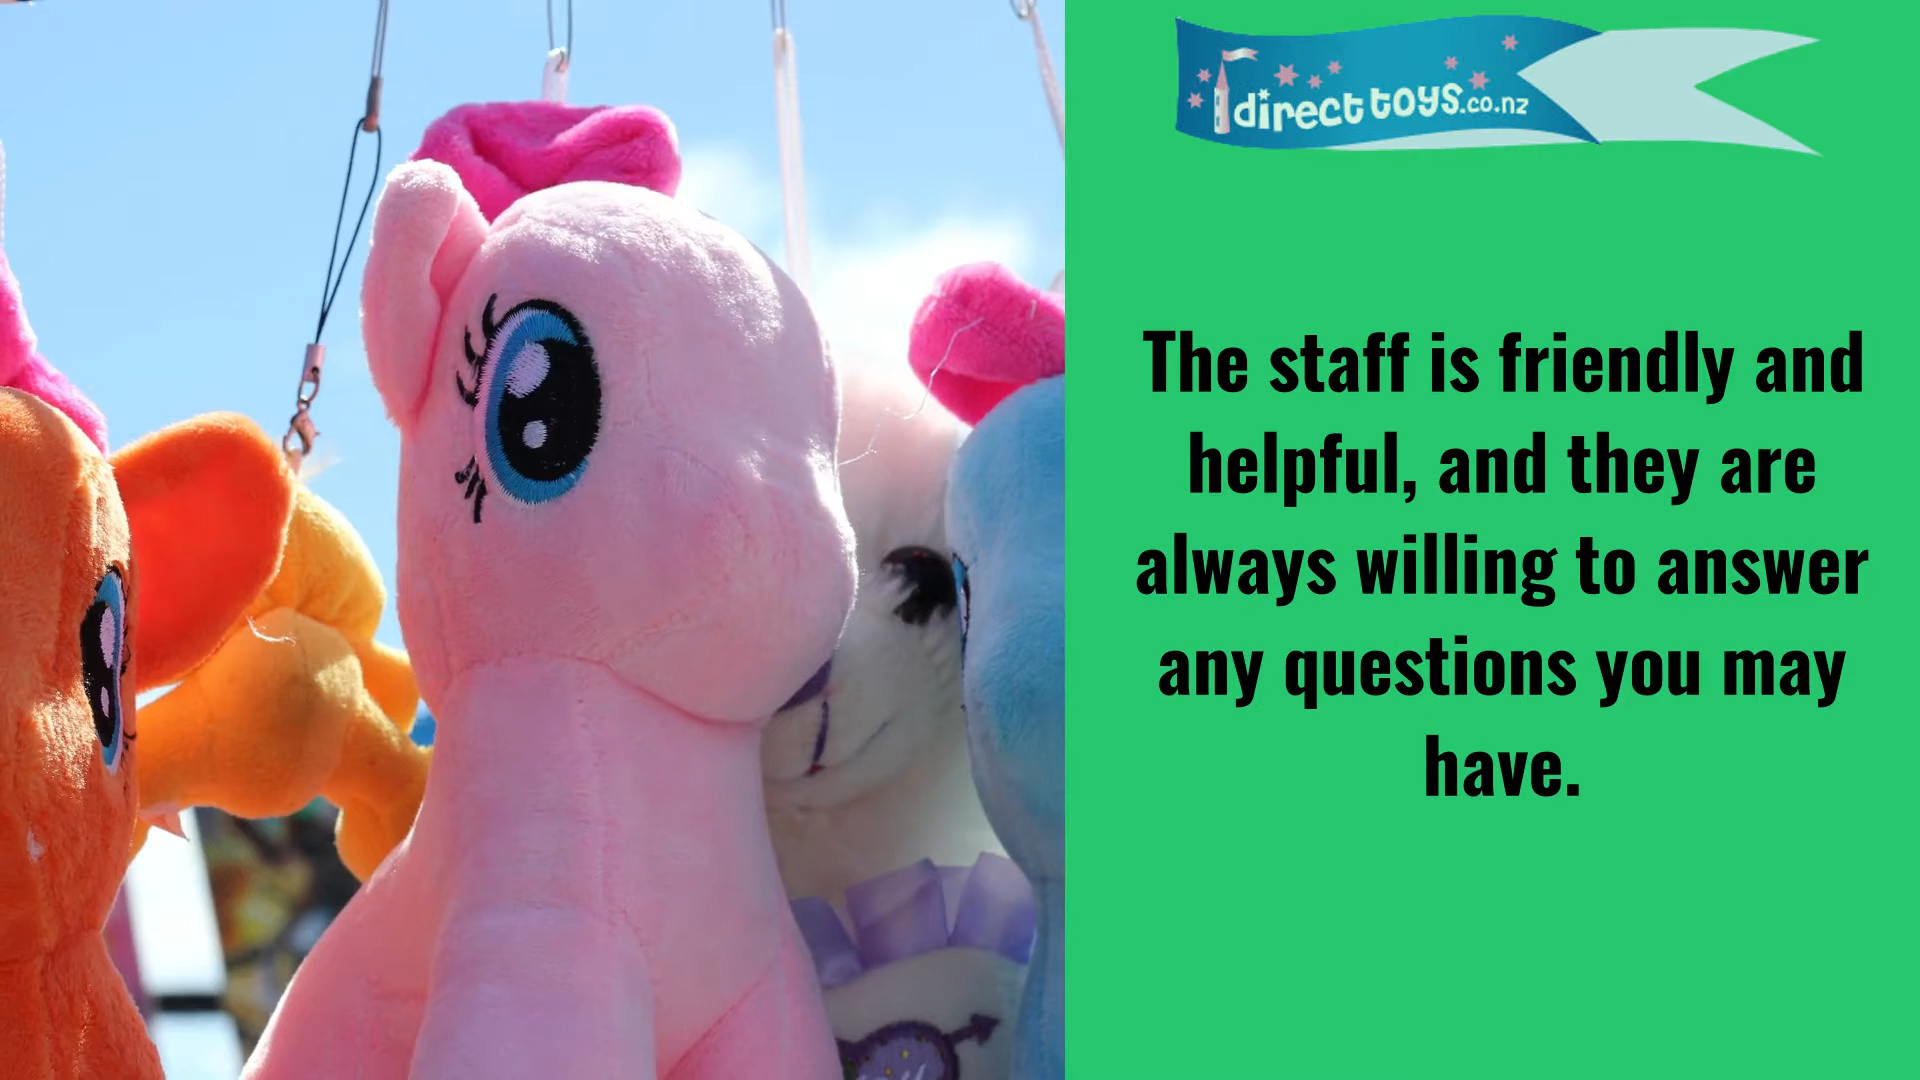 directtoys.co.nz
The staff is friendly and
helpful, and they are
always willing to answer
any questions you may
have.